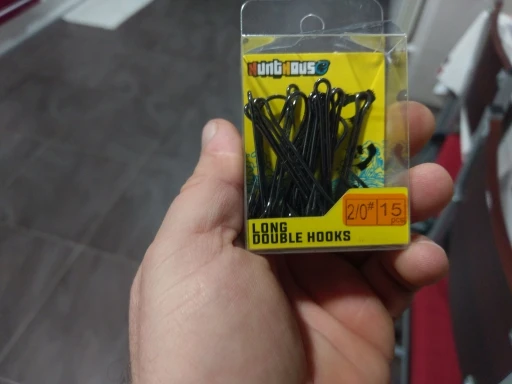 HUNTHOUSE
2/0# 15
pcs
LONG
DOUBLE HOOKS